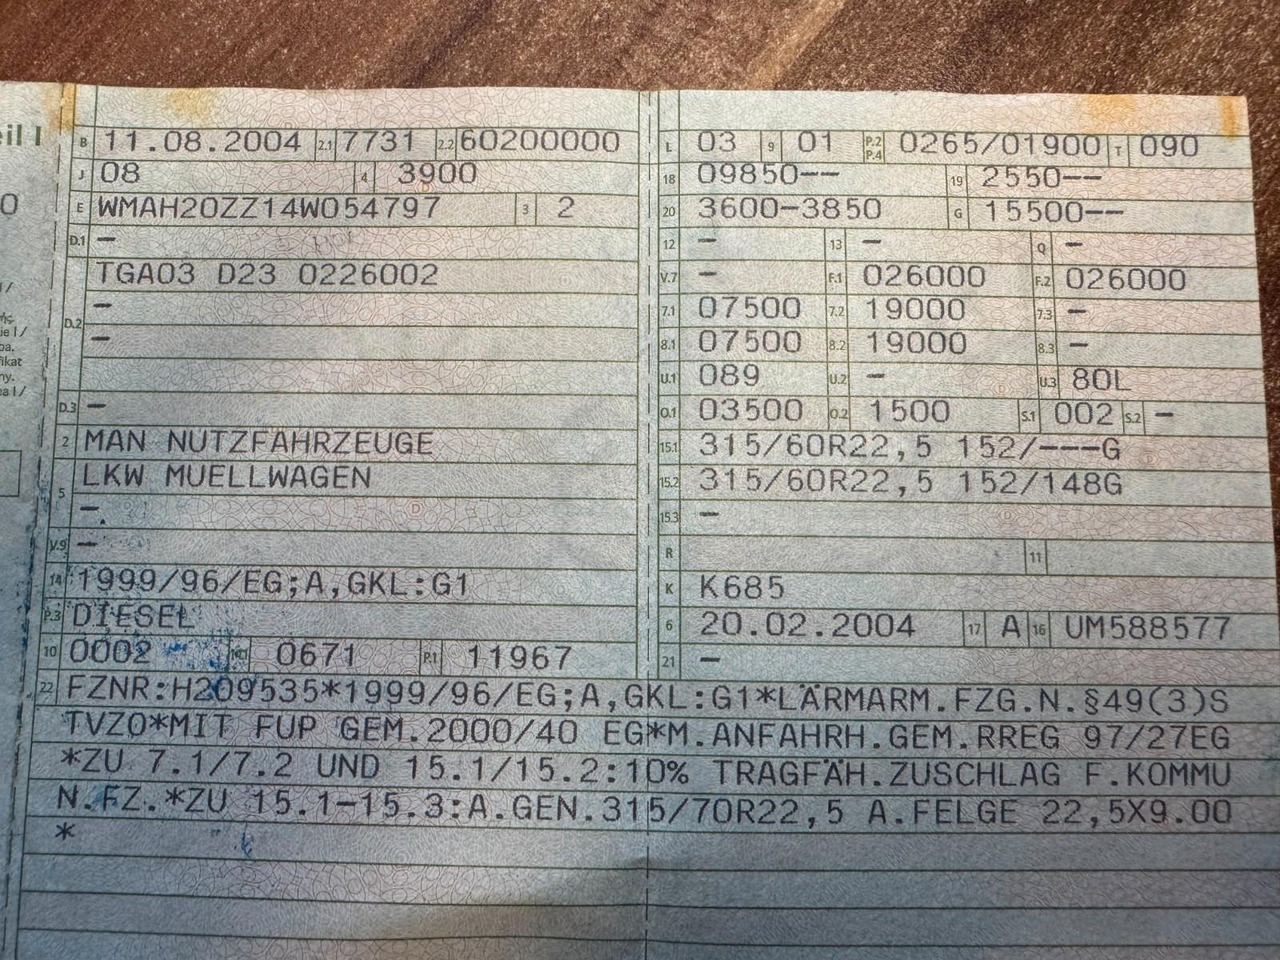 eil I
B 11.08.2004 2.1 7731 2.2 60200000
J 08 4 3900
E WMAH20ZZ14W054797 3 2
D.1 –
D.2 TGA03 D23 0226002
–
–
D.3 –
2 MAN NUTZFAHRZEUGE
5 LKW MUELLWAGEN
–
V.9 –
14 1999/96/EG;A,GKL:G1
P.3 DIESEL
10 0002 14.1 0671 P.1 11967
L 03 9 01 P.2 P.4 0265/01900 T 090
18 09850–– 19 2550––
20 3600–3850 G 15500––
12 – 13 – Q –
V.7 – F.1 026000 F.2 026000
7.1 07500 7.2 19000 7.3 –
8.1 07500 8.2 19000 8.3 –
U.1 089 U.2 – U.3 80L
O.1 03500 O.2 1500 S.1 002 S.2 –
15.1 315/60R22,5 152/–––G
15.2 315/60R22,5 152/148G
15.3 –
R 11
K K685
6 20.02.2004 17 A 16 UM588577
21 –
22 FZNR:H209535*1999/96/EG;A,GKL:G1*LÄRMARM.FZG.N.§49(3)S
TVZO*MIT FUP GEM.2000/40 EG*M.ANFAHRH.GEM.RREG 97/27EG
*ZU 7.1/7.2 UND 15.1/15.2:10% TRAGFÄH.ZUSCHLAG F.KOMMU
N.FZ.*ZU 15.1–15.3:A.GEN.315/70R22,5 A.FELGE 22,5X9.00
*